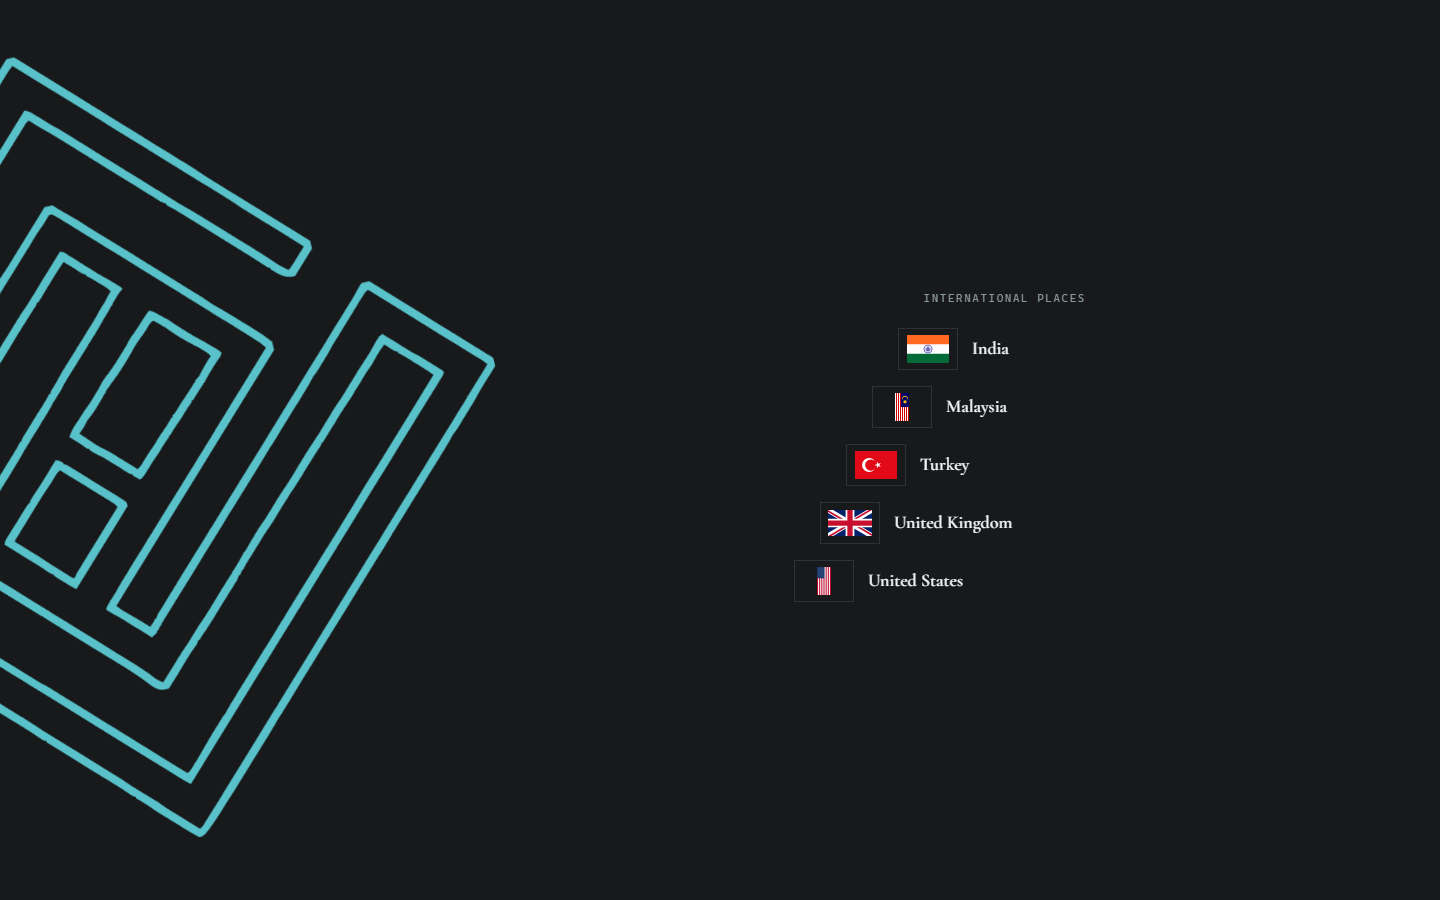 INTERNATIONAL PLACES
India
Malaysia
Turkey
United Kingdom
United States